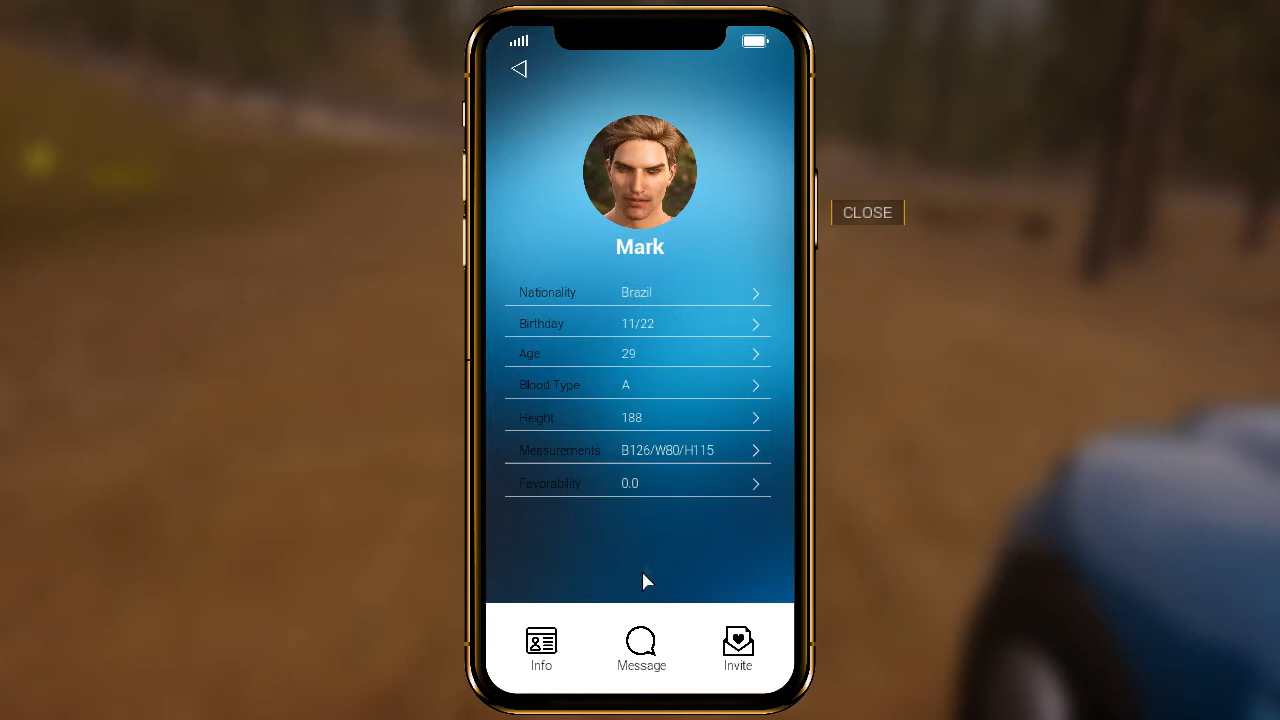 CLOSE
Mark
Nationality Brazil
Birthday 11/22
Age 29
Blood Type A
Height 188
Measurements B126/W80/H115
Favorability 0.0
Info Message Invite